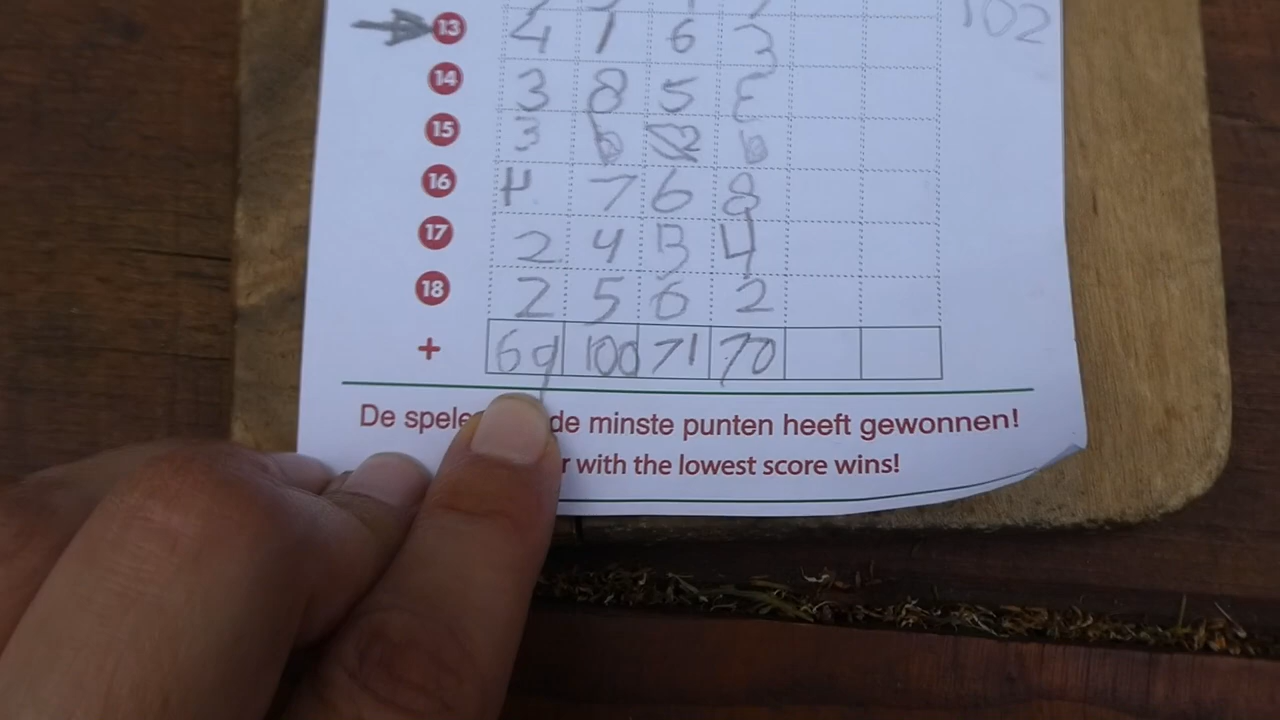 102
13 4 1 6 3
14 3 8 5 3
15 3 6 2 6
16 4 7 6 8
17 2 4 3 4
18 2 5 6 2
+ 69 100 71 70
De de minste punten heeft gewonnen!
with the lowest score wins!